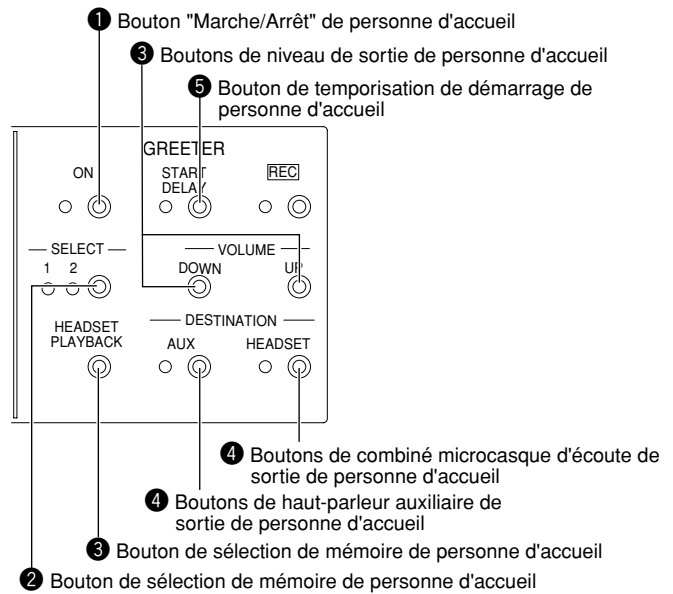 ❶ Bouton "Marche/Arrêt" de personne d'accueil
❸ Boutons de niveau de sortie de personne d'accueil
❺ Bouton de temporisation de démarrage de
personne d'accueil
GREETER
ON
START
DELAY
REC
SELECT
1 2
VOLUME
DOWN
UP
HEADSET
PLAYBACK
DESTINATION
AUX
HEADSET
❹ Boutons de combiné microcasque d'écoute de
sortie de personne d'accueil
❹ Boutons de haut-parleur auxiliaire de
sortie de personne d'accueil
❸ Bouton de sélection de mémoire de personne d'accueil
❷ Bouton de sélection de mémoire de personne d'accueil